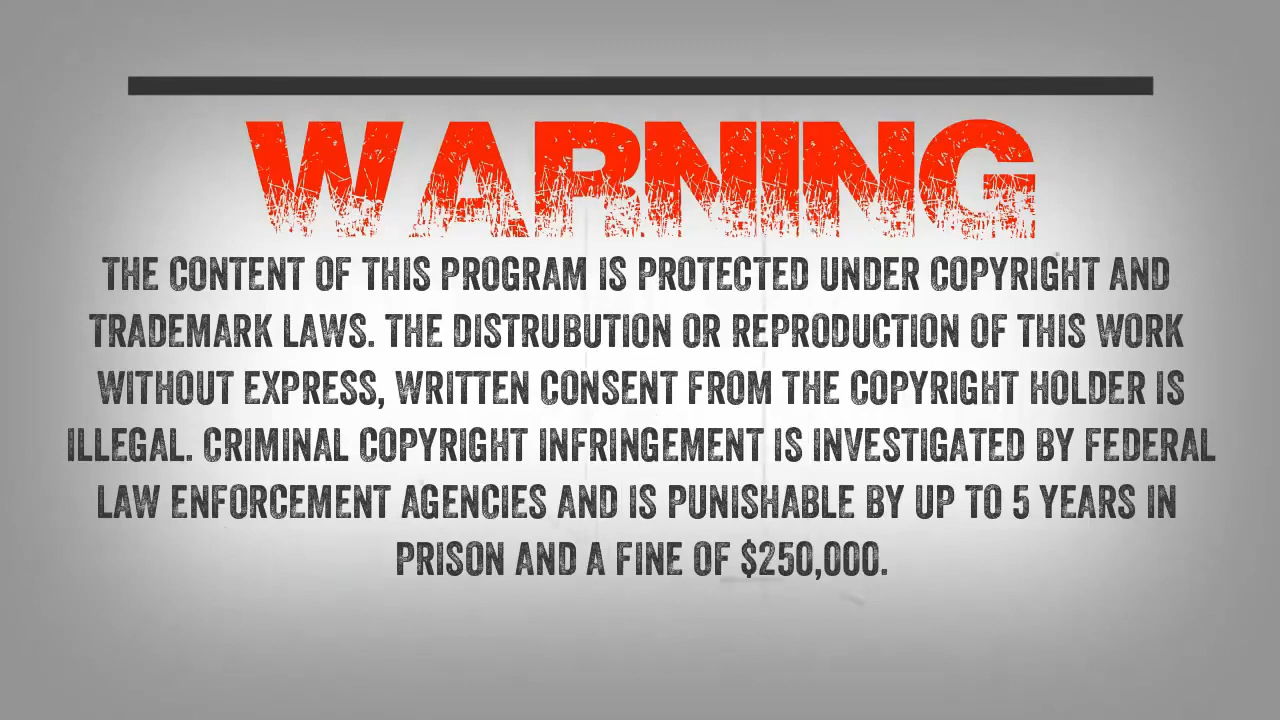 WARNING
THE CONTENT OF THIS PROGRAM IS PROTECTED UNDER COPYRIGHT AND
TRADEMARK LAWS. THE DISTRUBUTION OR REPRODUCTION OF THIS WORK
WITHOUT EXPRESS, WRITTEN CONSENT FROM THE COPYRIGHT HOLDER IS
ILLEGAL. CRIMINAL COPYRIGHT INFRINGEMENT IS INVESTIGATED BY FEDERAL
LAW ENFORCEMENT AGENCIES AND IS PUNISHABLE BY UP TO 5 YEARS IN
PRISON AND A FINE OF $250,000.